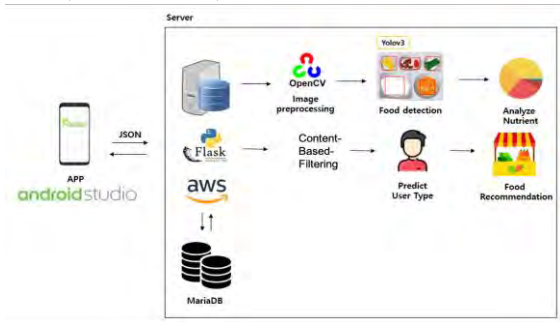 Server
Yolov3
OpenCV
Image
preprocessing
Food detection
Analyze
Nutrient
JSON
Flask
Content-
Based-
Filtering
APP
android studio
aws
Predict
User Type
Food
Recommendation
MariaDB